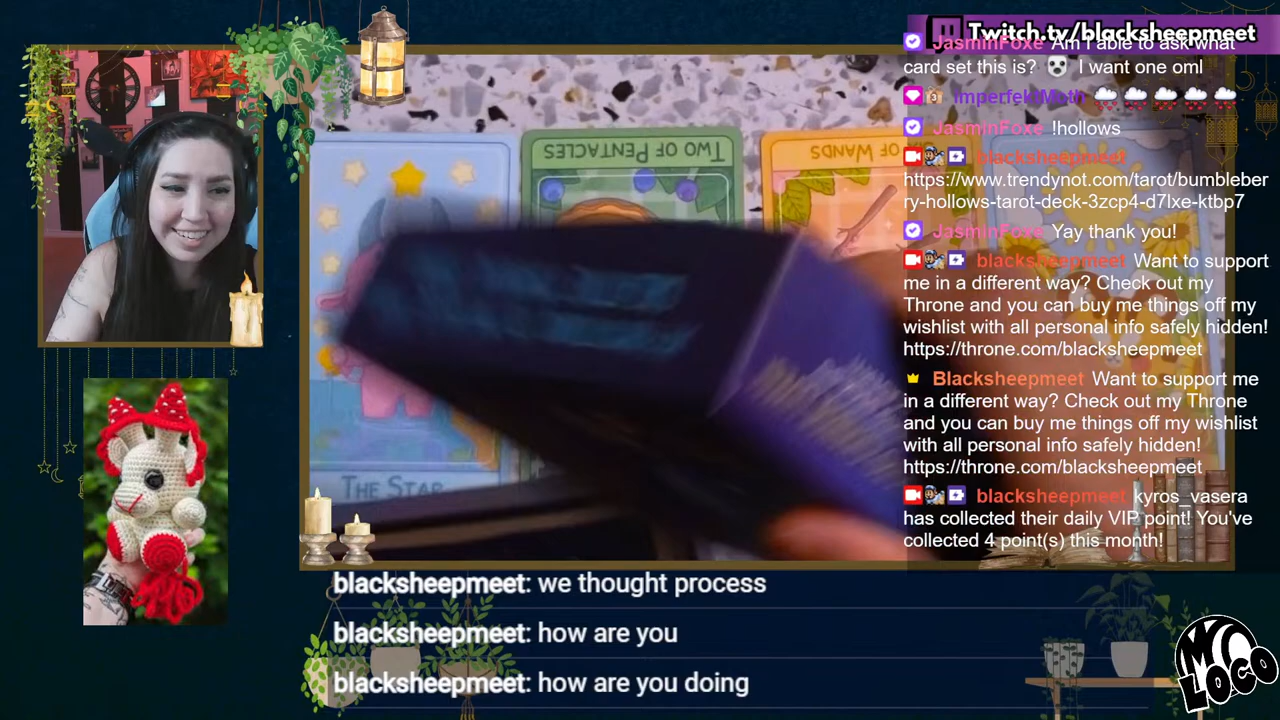 Twitch.tv/blacksheepmeet
JasminFoxe Am I able to ask what
card set this is? I want one oml
imperfektMoth
JasminFoxe !hollows
blacksheepmeet
https://www.trendynot.com/tarot/bumbleber
ry-hollows-tarot-deck-3zcp4-d7lxe-ktbp7
JasminFoxe Yay thank you!
blacksheepmeet Want to support
me in a different way? Check out my
Throne and you can buy me things off my
wishlist with all personal info safely hidden!
https://throne.com/blacksheepmeet
Blacksheepmeet Want to support me
in a different way? Check out my Throne
and you can buy me things off my wishlist
with all personal info safely hidden!
https://throne.com/blacksheepmeet
blacksheepmeet kyros_vasera
has collected their daily VIP point! You've
collected 4 point(s) this month!
TWO OF PENTACLES
OF WANDS
THE STAR
blacksheepmeet: we thought process
blacksheepmeet: how are you
blacksheepmeet: how are you doing
MC
LOCO